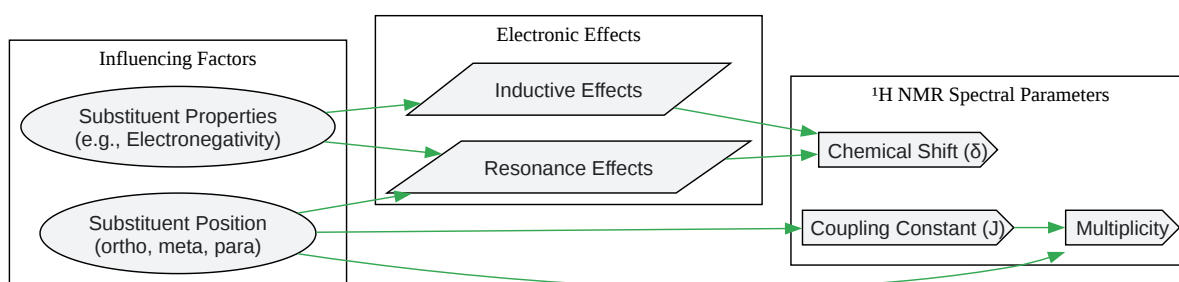 Influencing Factors
Substituent Properties
(e.g., Electronegativity)
Substituent Position
(ortho, meta, para)
Electronic Effects
Inductive Effects
Resonance Effects
¹H NMR Spectral Parameters
Chemical Shift (δ)
Coupling Constant (J)
Multiplicity